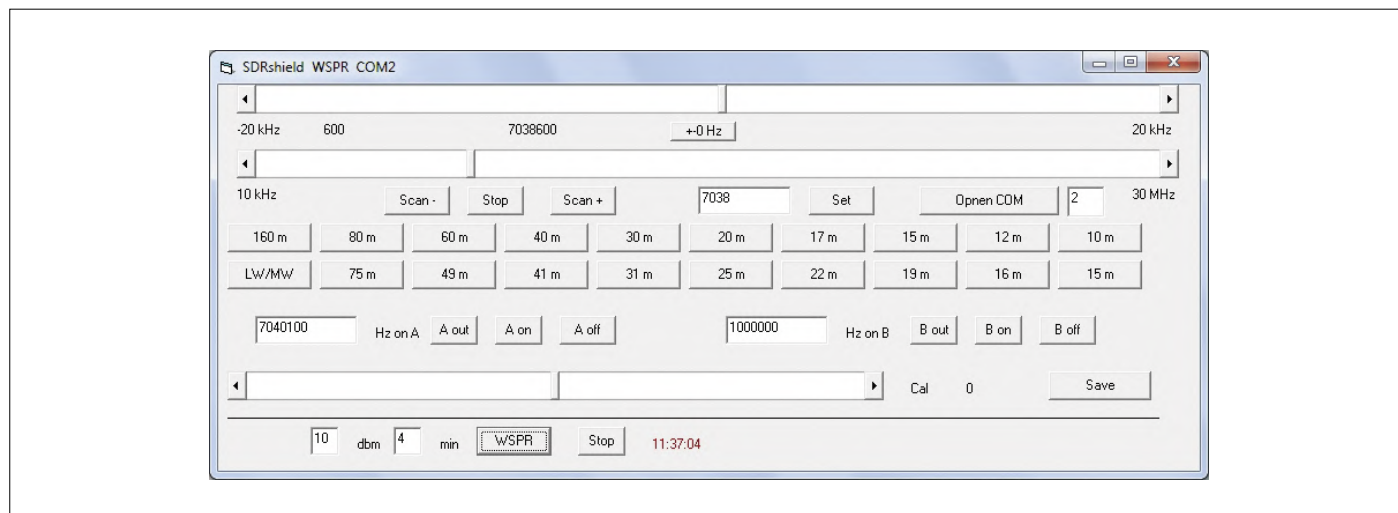 SDRshield WSPR COM2
-20 kHz 600 7038600 +-0 Hz 20 kHz
10 kHz Scan - Stop Scan + 7038 Set Opnen COM 2 30 MHz
160 m 80 m 60 m 40 m 30 m 20 m 17 m 15 m 12 m 10 m
LW/MW 75 m 49 m 41 m 31 m 25 m 22 m 19 m 16 m 15 m
7040100 Hz on A A out A on A off 1000000 Hz on B B out B on B off
Cal 0 Save
10 dbm 4 min WSPR Stop 11:37:04